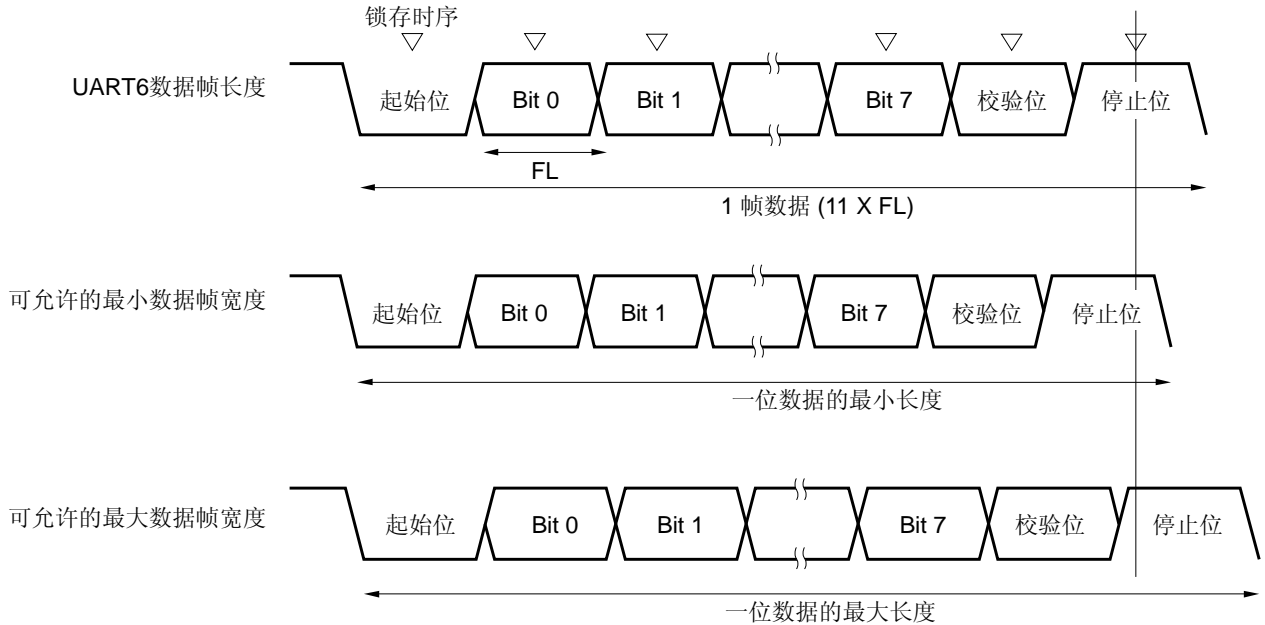 锁存时序
UART6数据帧长度
起始位 Bit 0 Bit 1 Bit 7 校验位 停止位
FL
1 帧数据 (11 X FL)
可允许的最小数据帧宽度
起始位 Bit 0 Bit 1 Bit 7 校验位 停止位
一位数据的最小长度
可允许的最大数据帧宽度
起始位 Bit 0 Bit 1 Bit 7 校验位 停止位
一位数据的最大长度